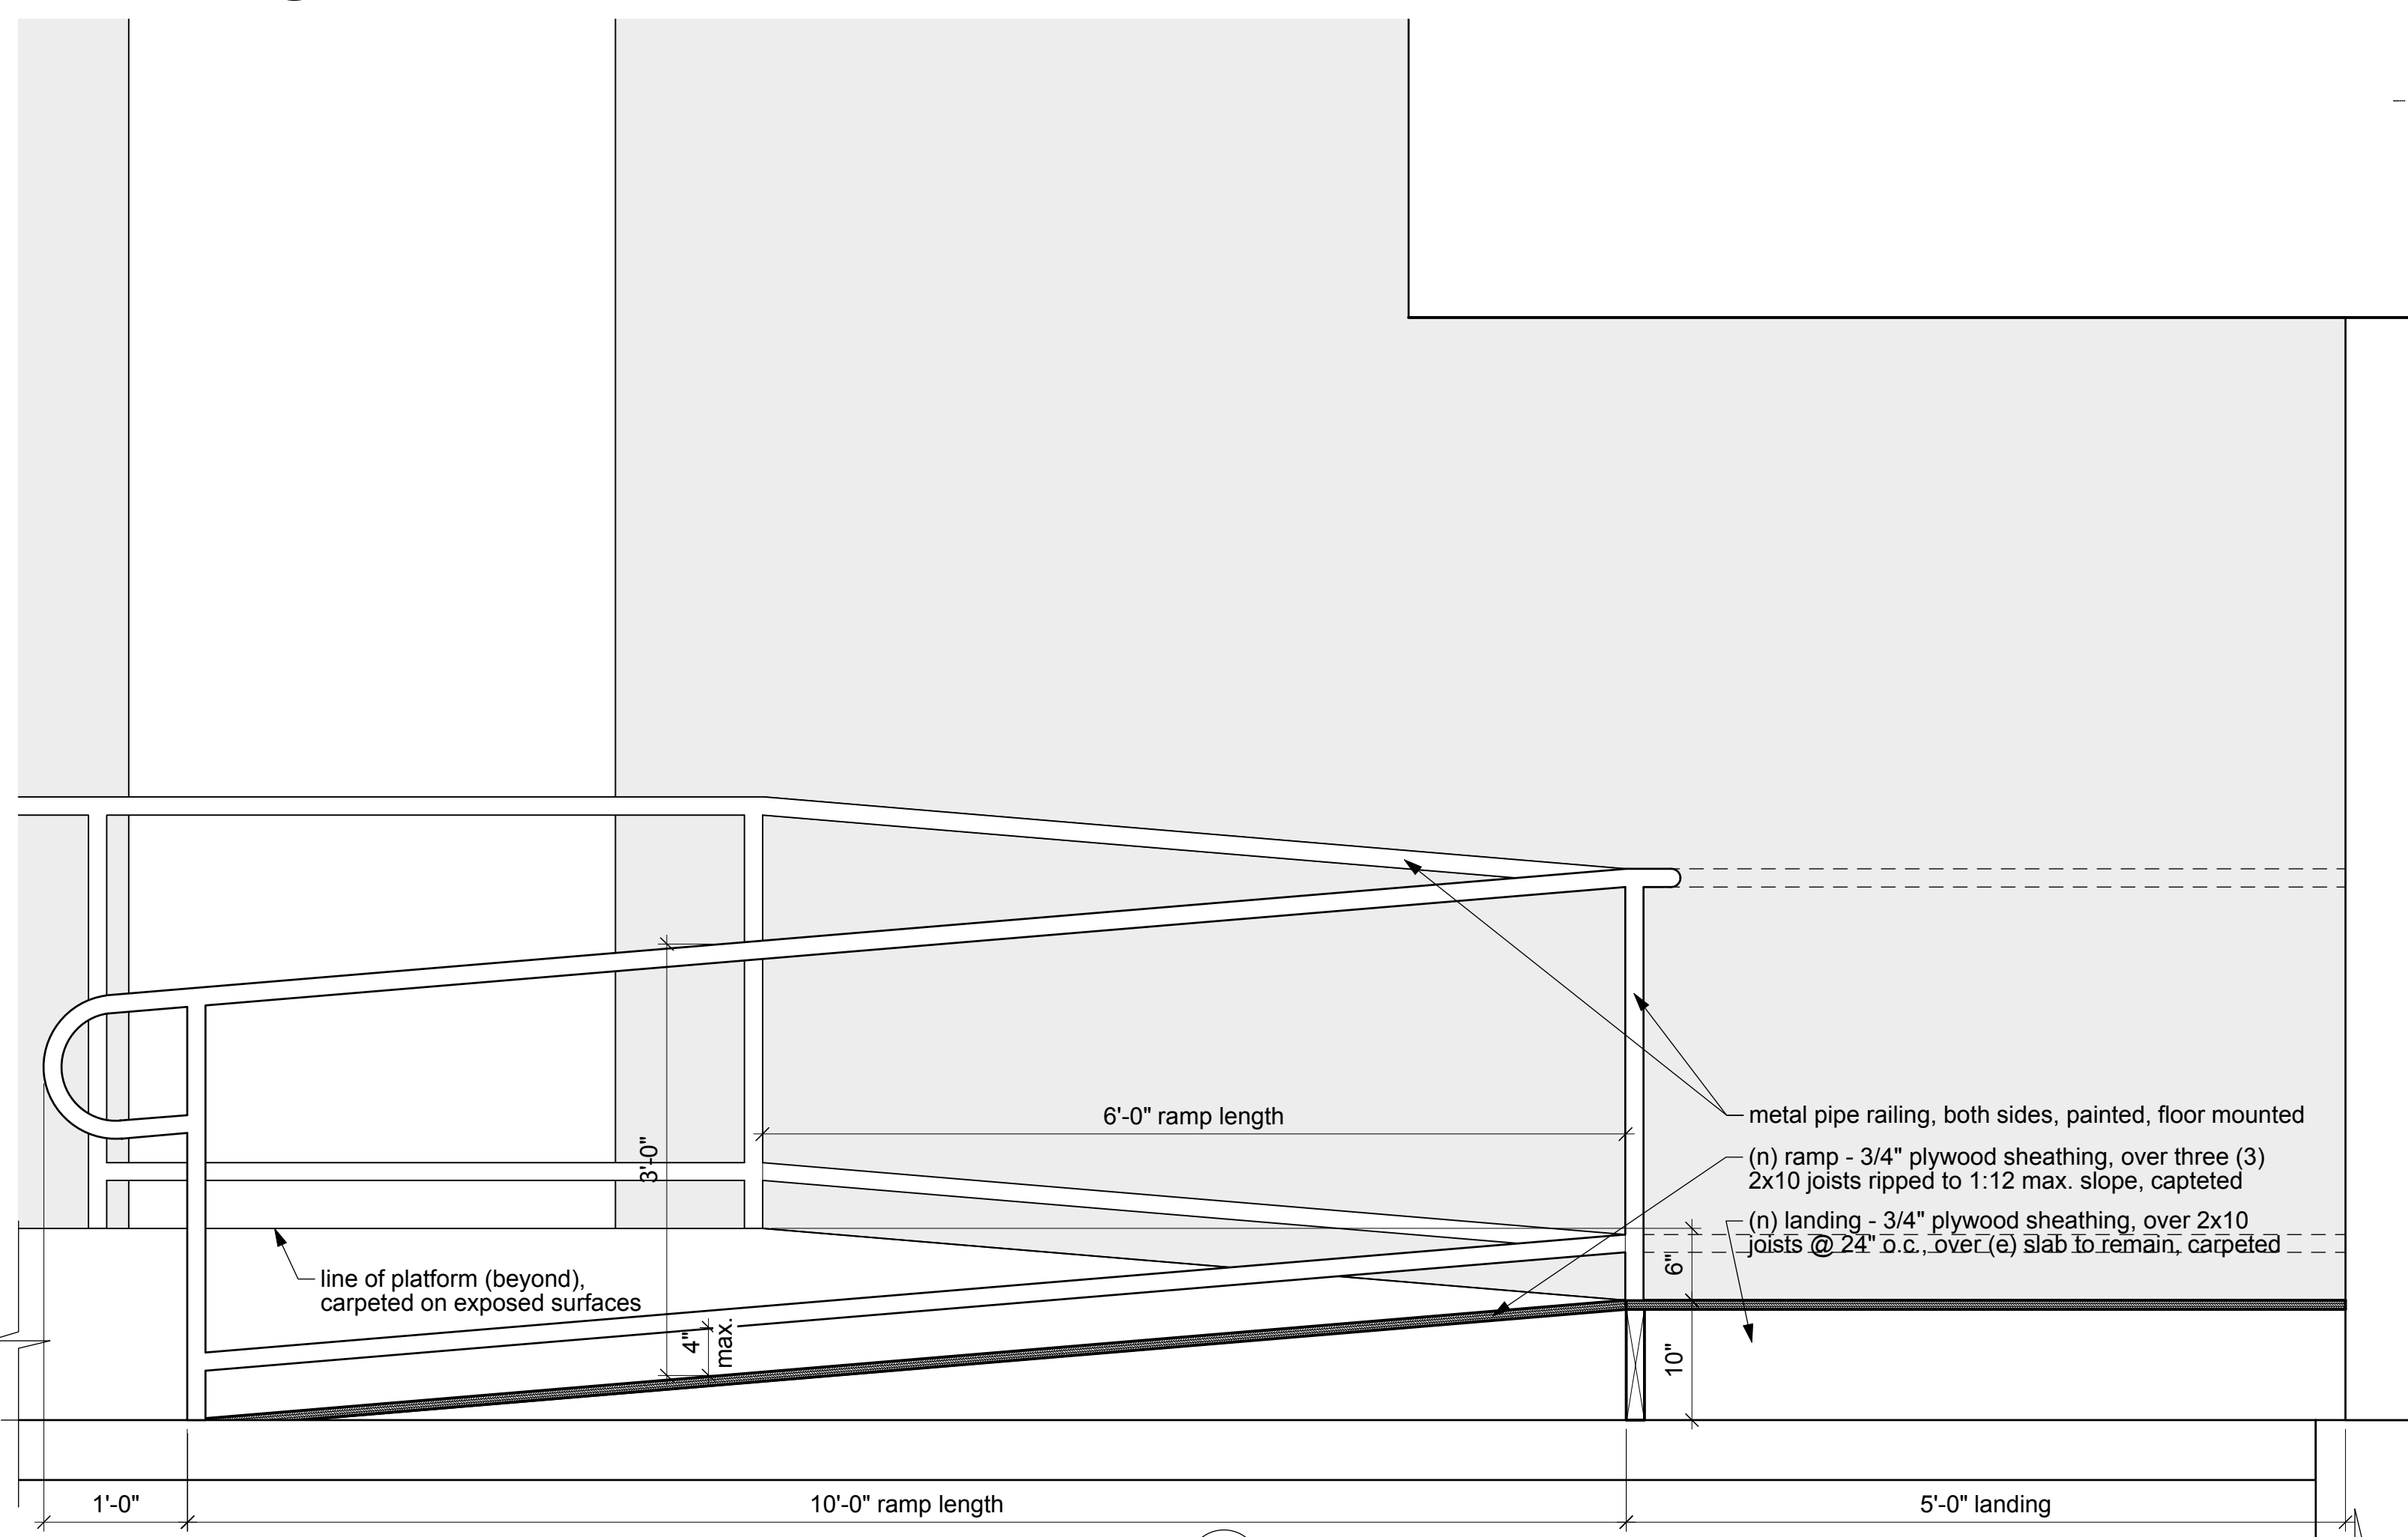 6'-0" ramp length
metal pipe railing, both sides, painted, floor mounted
3'-0"
(n) ramp - 3/4" plywood sheathing, over three (3)
2x10 joists ripped to 1:12 max. slope, capteted
(n) landing - 3/4" plywood sheathing, over 2x10
joists @ 24" o.c., over (e) slab to remain, carpeted
line of platform (beyond),
carpeted on exposed surfaces
6"
4"
max.
10"
1'-0"
10'-0" ramp length
5'-0" landing